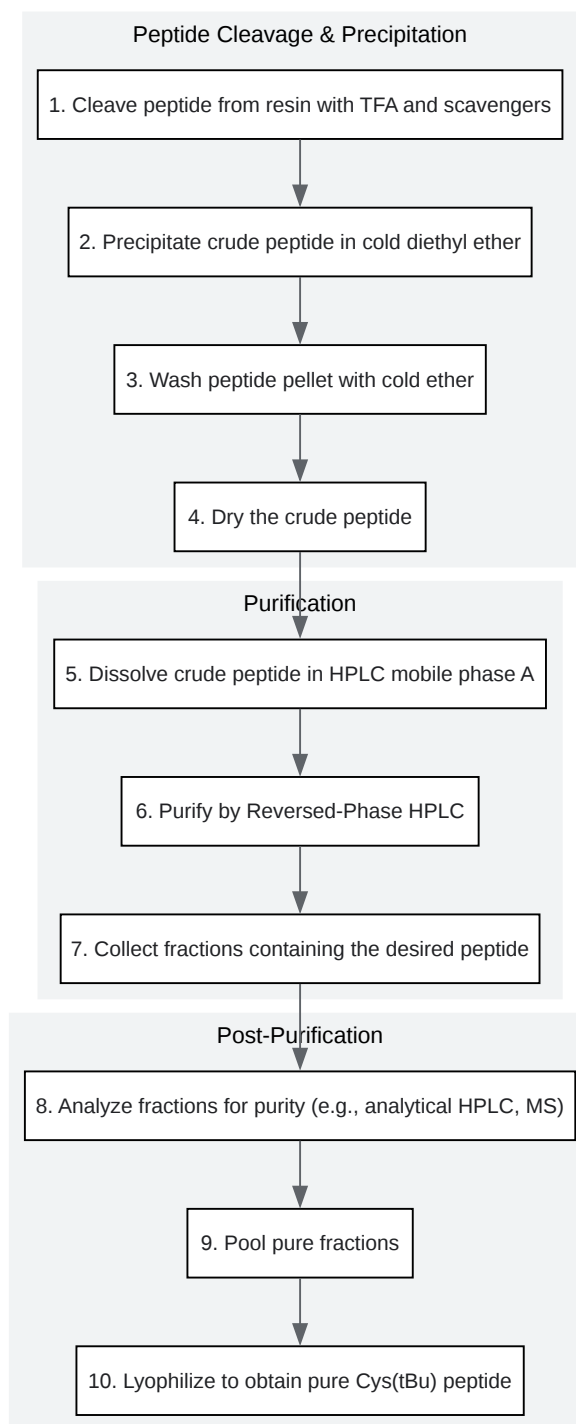 Peptide Cleavage & Precipitation
1. Cleave peptide from resin with TFA and scavengers
2. Precipitate crude peptide in cold diethyl ether
3. Wash peptide pellet with cold ether
4. Dry the crude peptide
Purification
5. Dissolve crude peptide in HPLC mobile phase A
6. Purify by Reversed-Phase HPLC
7. Collect fractions containing the desired peptide
Post-Purification
8. Analyze fractions for purity (e.g., analytical HPLC, MS)
9. Pool pure fractions
10. Lyophilize to obtain pure Cys(tBu) peptide